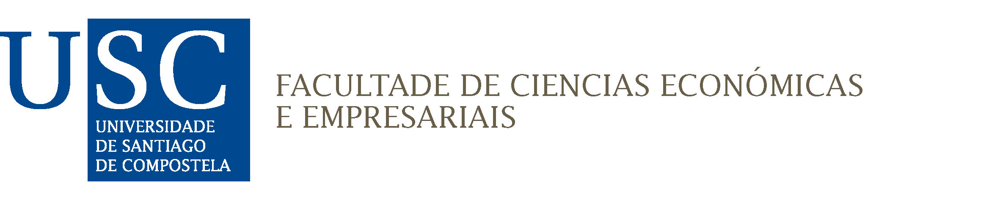 USC
UNIVERSIDADE
DE SANTIAGO
DE COMPOSTELA
FACULTADE DE CIENCIAS ECONÓMICAS
E EMPRESARIAIS